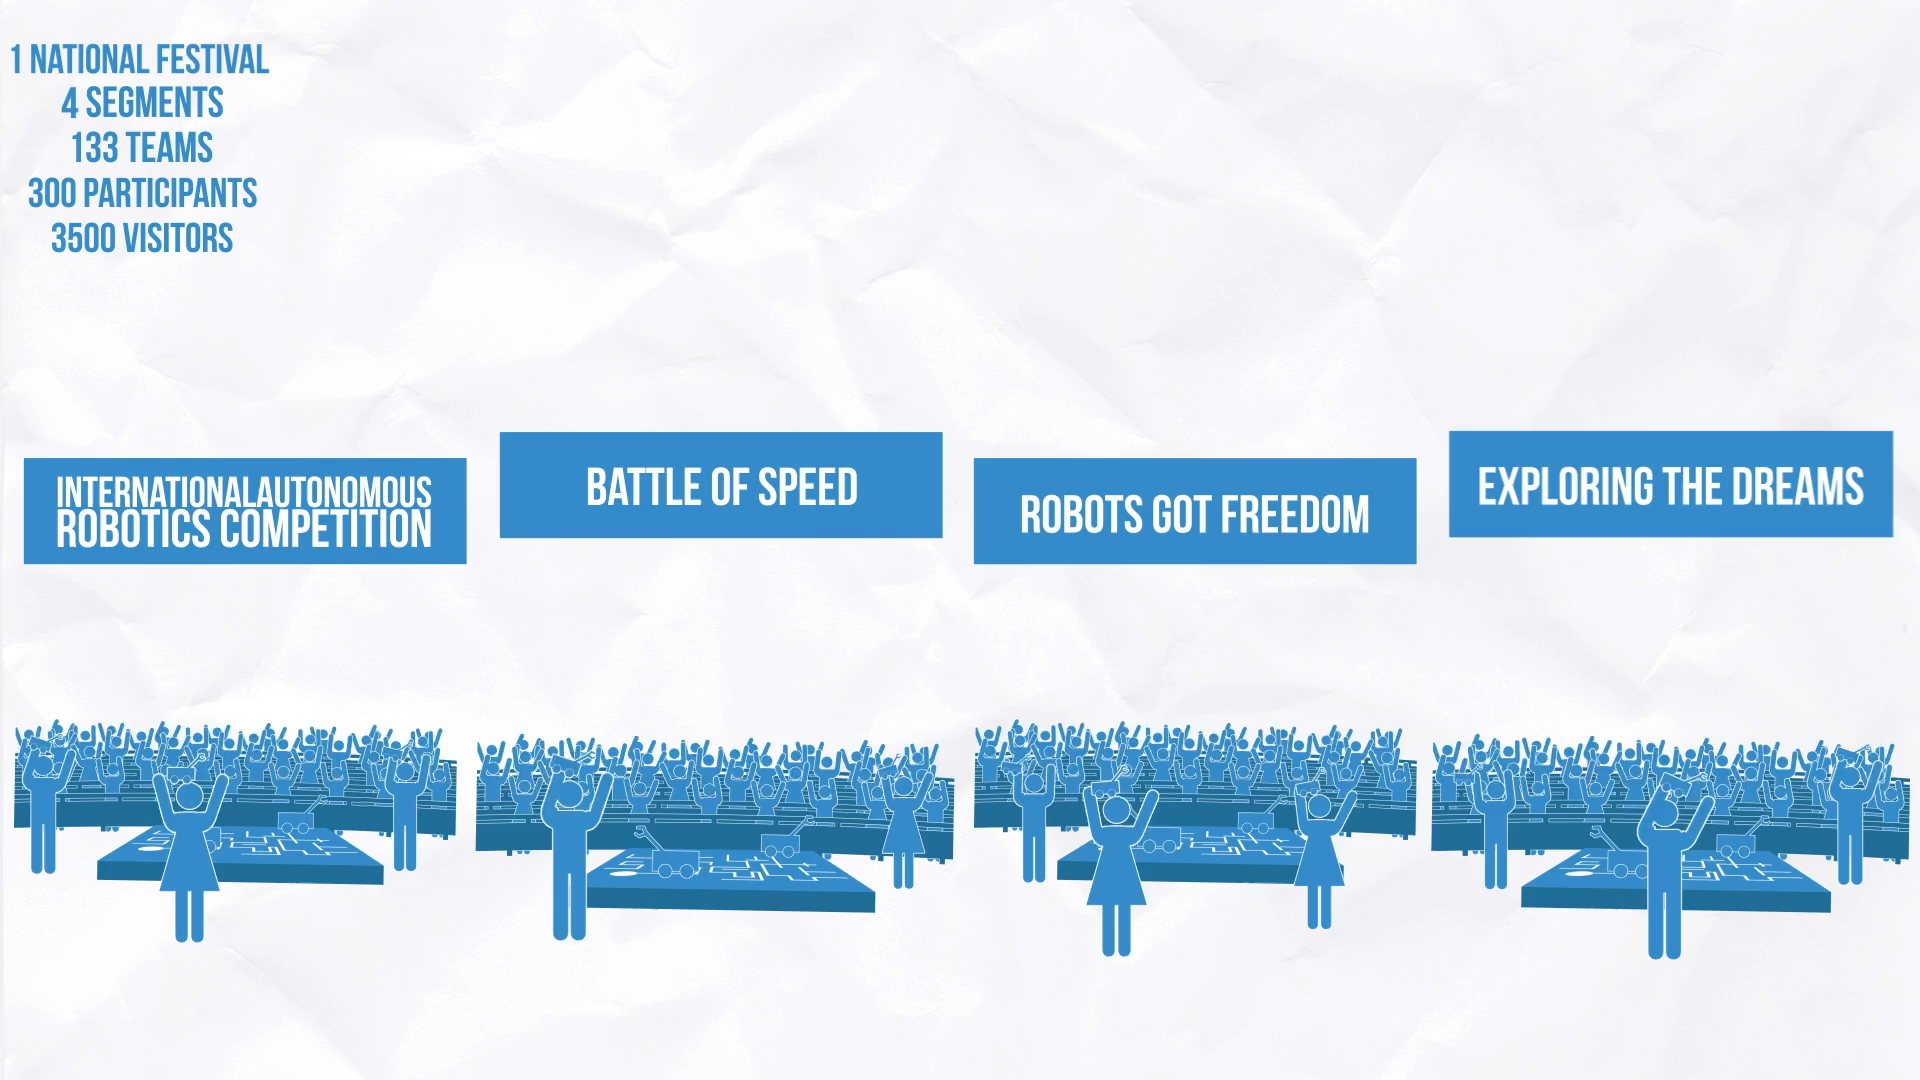 1 NATIONAL FESTIVAL
4 SEGMENTS
133 TEAMS
300 PARTICIPANTS
3500 VISITORS
INTERNATIONALAUTONOMOUS
ROBOTICS COMPETITION
BATTLE OF SPEED
ROBOTS GOT FREEDOM
EXPLORING THE DREAMS